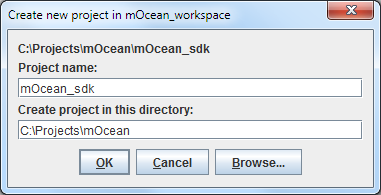 Create new project in mOcean_workspace
C:\Projects\mOcean\mOcean_sdk
Project name:
mOcean_sdk
Create project in this directory:
C:\Projects\mOcean
OK Cancel Browse...